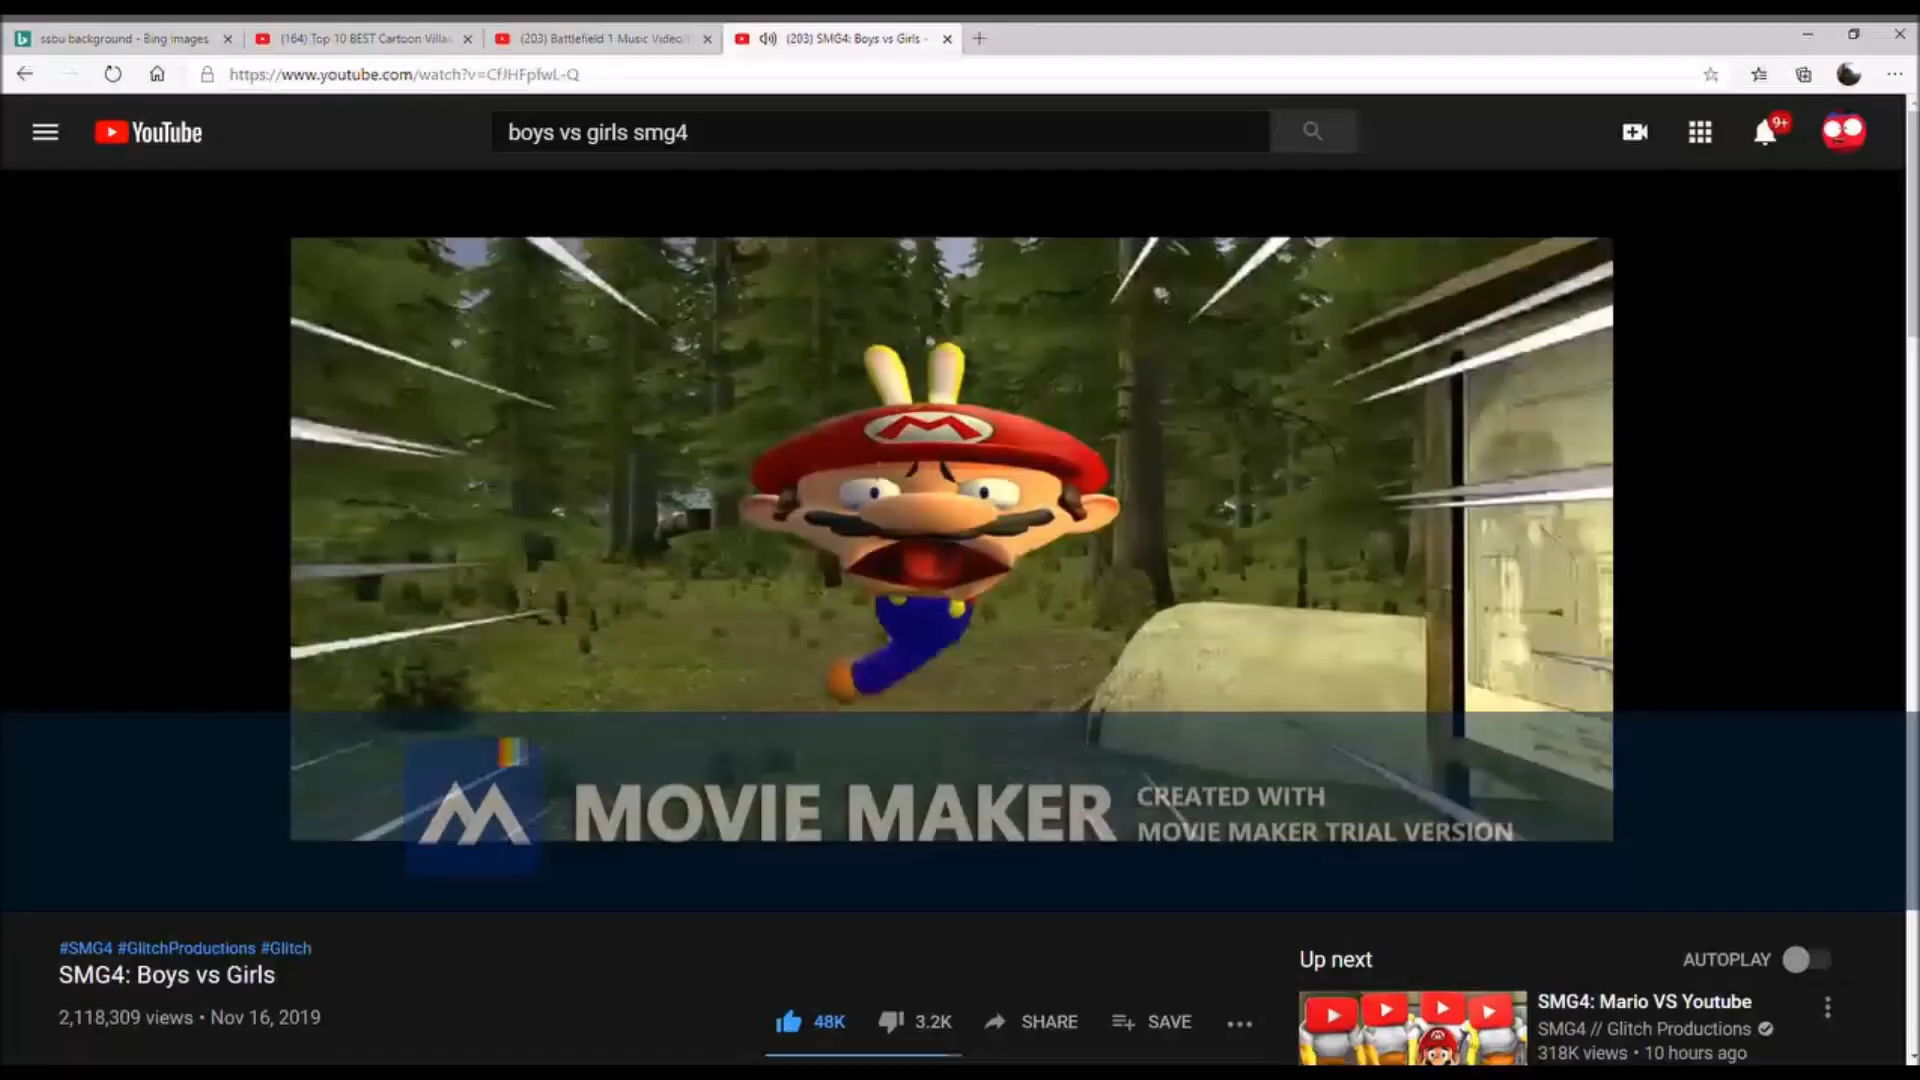 ssbu background - Bing images
(164) Top 10 BEST Cartoon Villai
(203) Battlefield 1 Music Video
(203) SMG4: Boys vs Girls -
https://www.youtube.com/watch?v=CfJHFpfwL-Q
YouTube
boys vs girls smg4
9+
M
MOVIE MAKER
CREATED WITH
MOVIE MAKER TRIAL VERSION
#SMG4 #GlitchProductions #Glitch
SMG4: Boys vs Girls
2,118,309 views • Nov 16, 2019
48K
3.2K
SHARE
SAVE
Up next
AUTOPLAY
SMG4: Mario VS Youtube
SMG4 // Glitch Productions
318K views • 10 hours ago